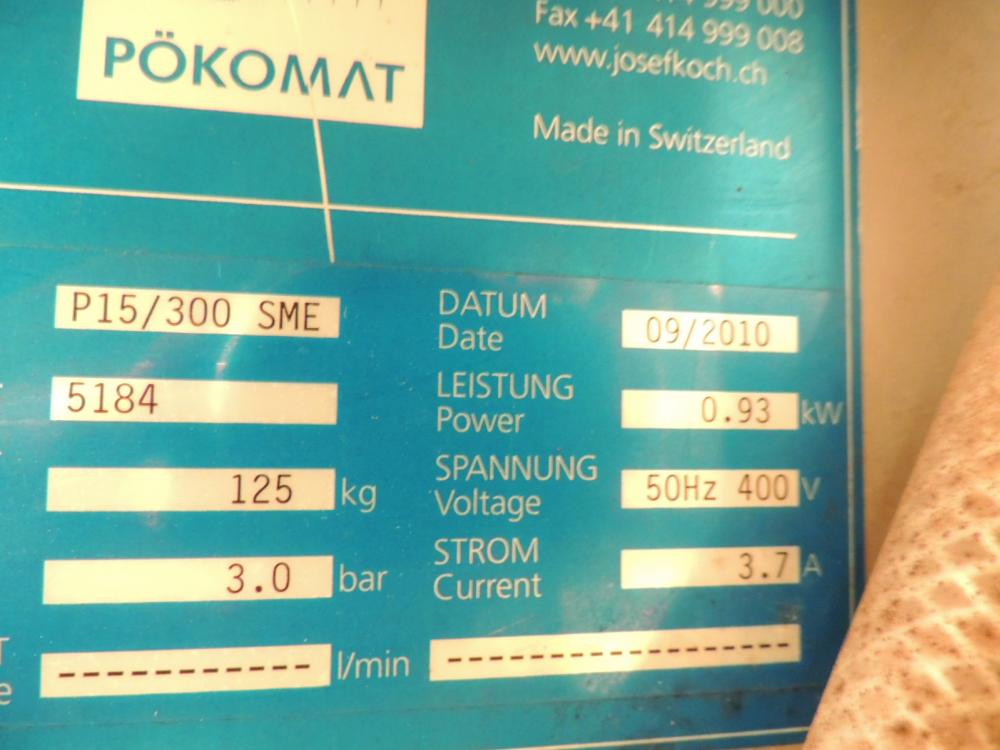 PÖKOMAT
999 000
Fax +41 414 999 008
www.josefkoch.ch
Made in Switzerland
P15/300 SME
DATUM
Date
09/2010
5184
LEISTUNG
Power
0.93 kW
125 kg
SPANNUNG
Voltage
50Hz 400 V
3.0 bar
STROM
Current
3.7 A
------------ l/min
-----------------